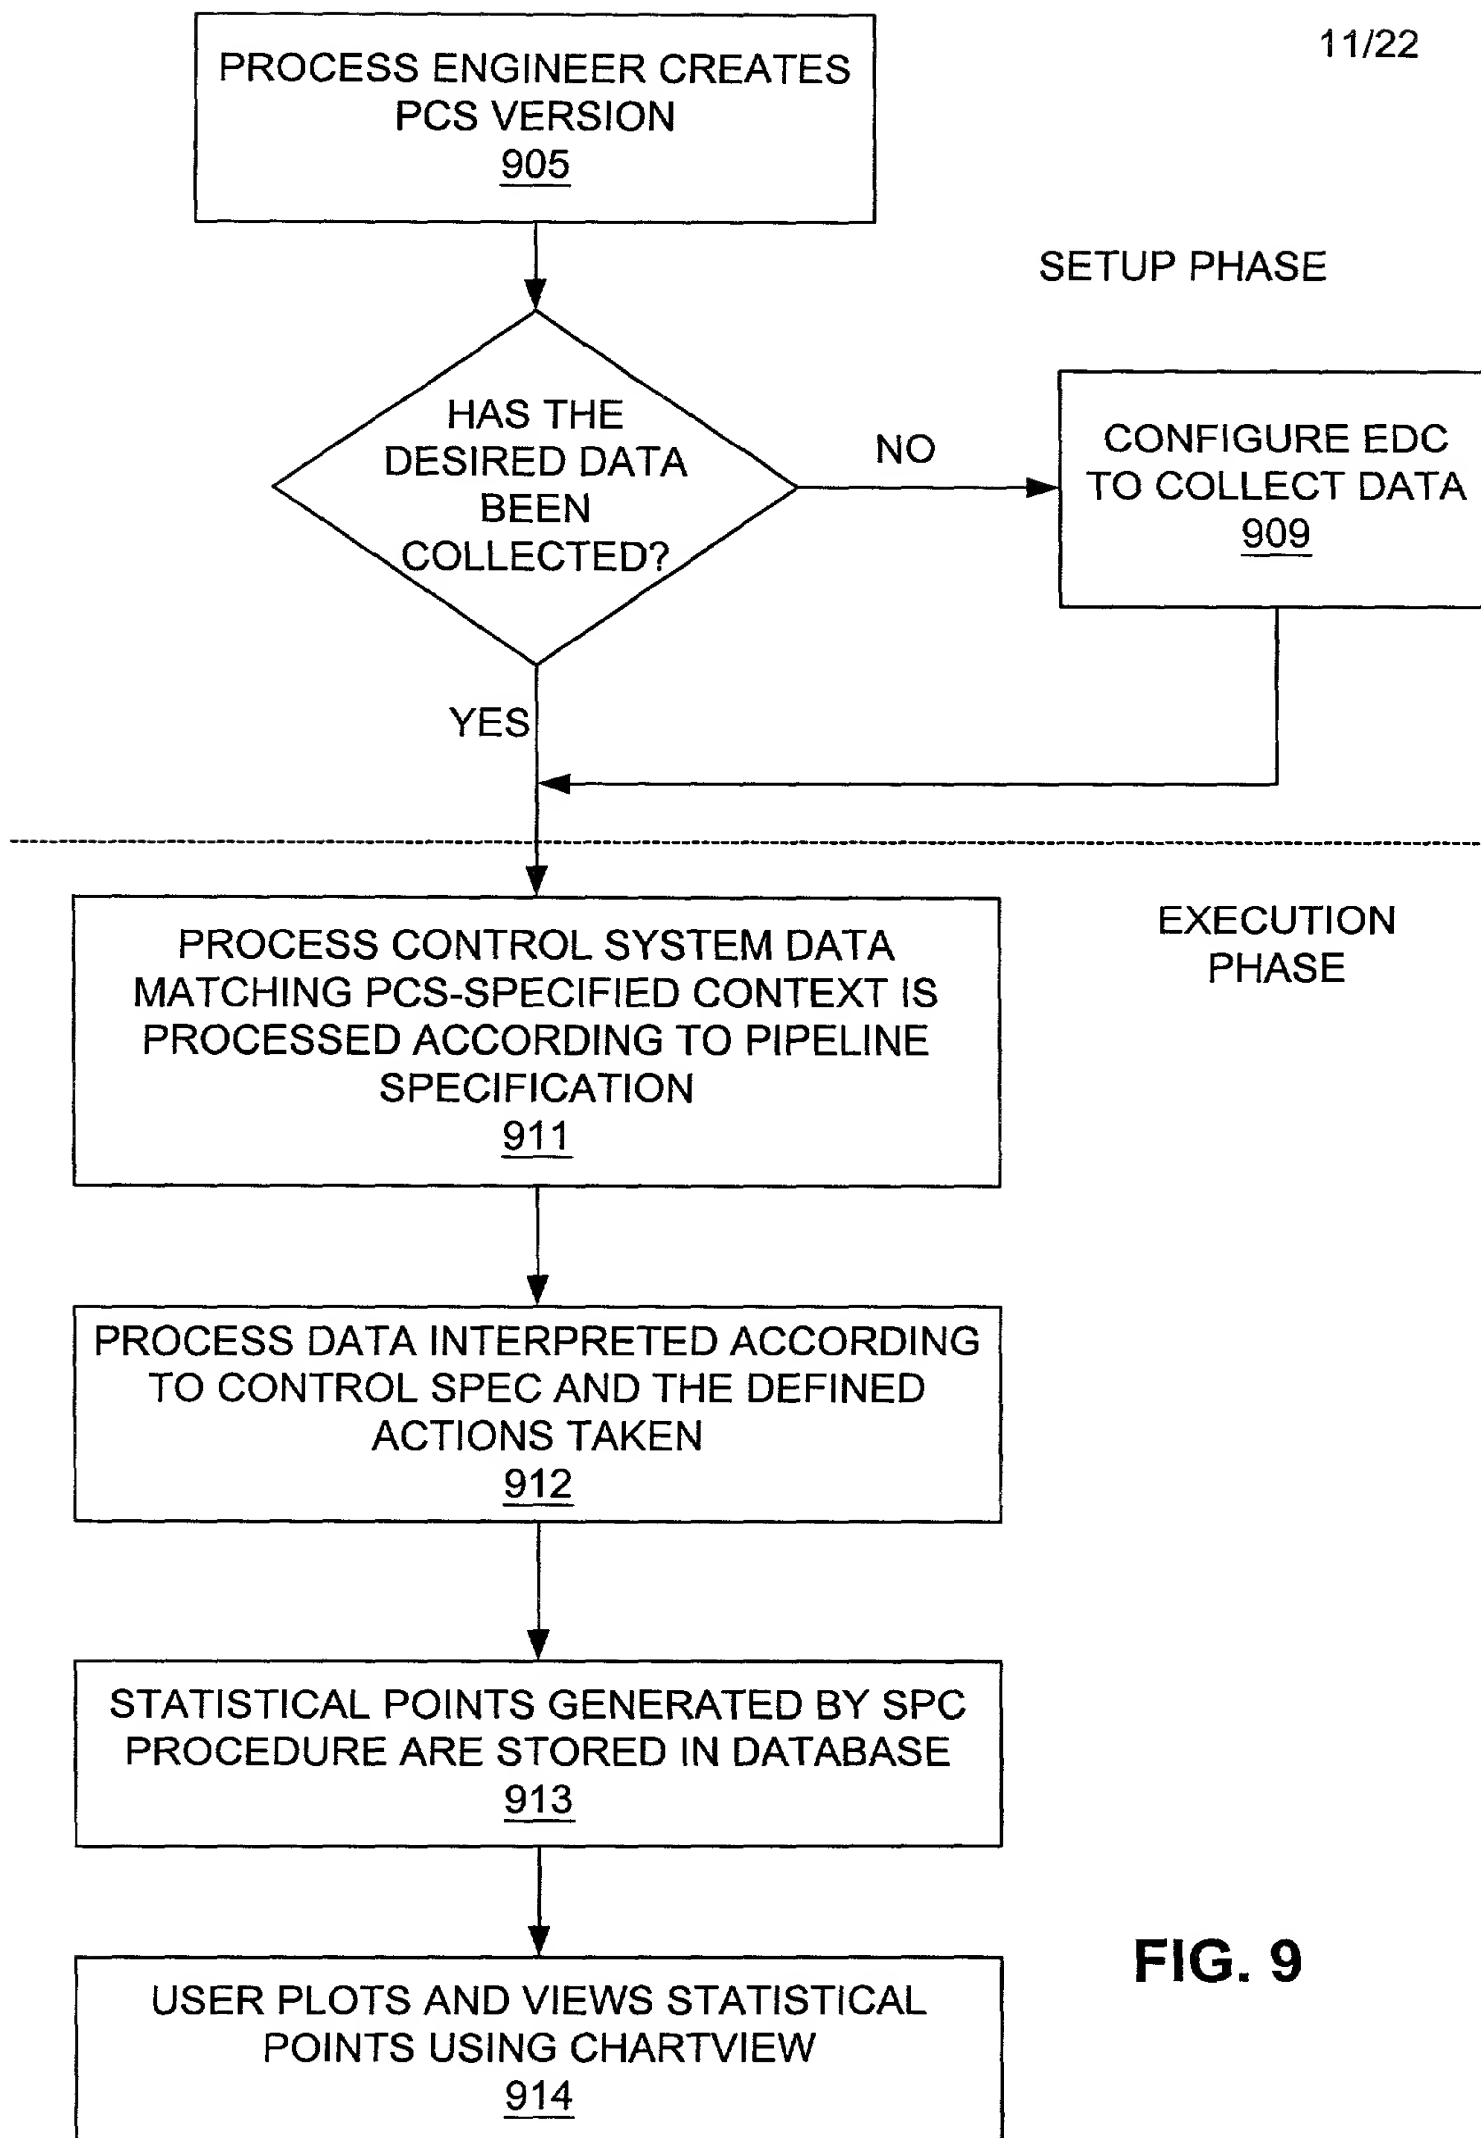 11/22
PROCESS ENGINEER CREATES
PCS VERSION
905
SETUP PHASE
HAS THE
DESIRED DATA
BEEN
COLLECTED?
NO
CONFIGURE EDC
TO COLLECT DATA
909
YES
EXECUTION
PHASE
PROCESS CONTROL SYSTEM DATA
MATCHING PCS-SPECIFIED CONTEXT IS
PROCESSED ACCORDING TO PIPELINE
SPECIFICATION
911
PROCESS DATA INTERPRETED ACCORDING
TO CONTROL SPEC AND THE DEFINED
ACTIONS TAKEN
912
STATISTICAL POINTS GENERATED BY SPC
PROCEDURE ARE STORED IN DATABASE
913
USER PLOTS AND VIEWS STATISTICAL
POINTS USING CHARTVIEW
914
FIG. 9